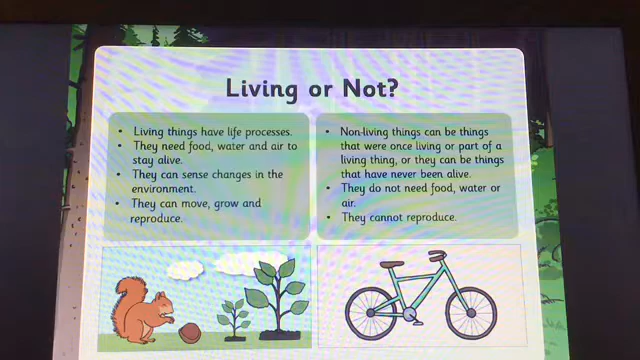 Living or Not?
• Living things have life processes.
• They need food, water and air to
stay alive.
• They can sense changes in the
environment.
• They can move, grow and
reproduce.
• Non-living things can be things
that were once living or part of a
living thing, or they can be things
that have never been alive.
• They do not need food, water or
air.
• They cannot reproduce.